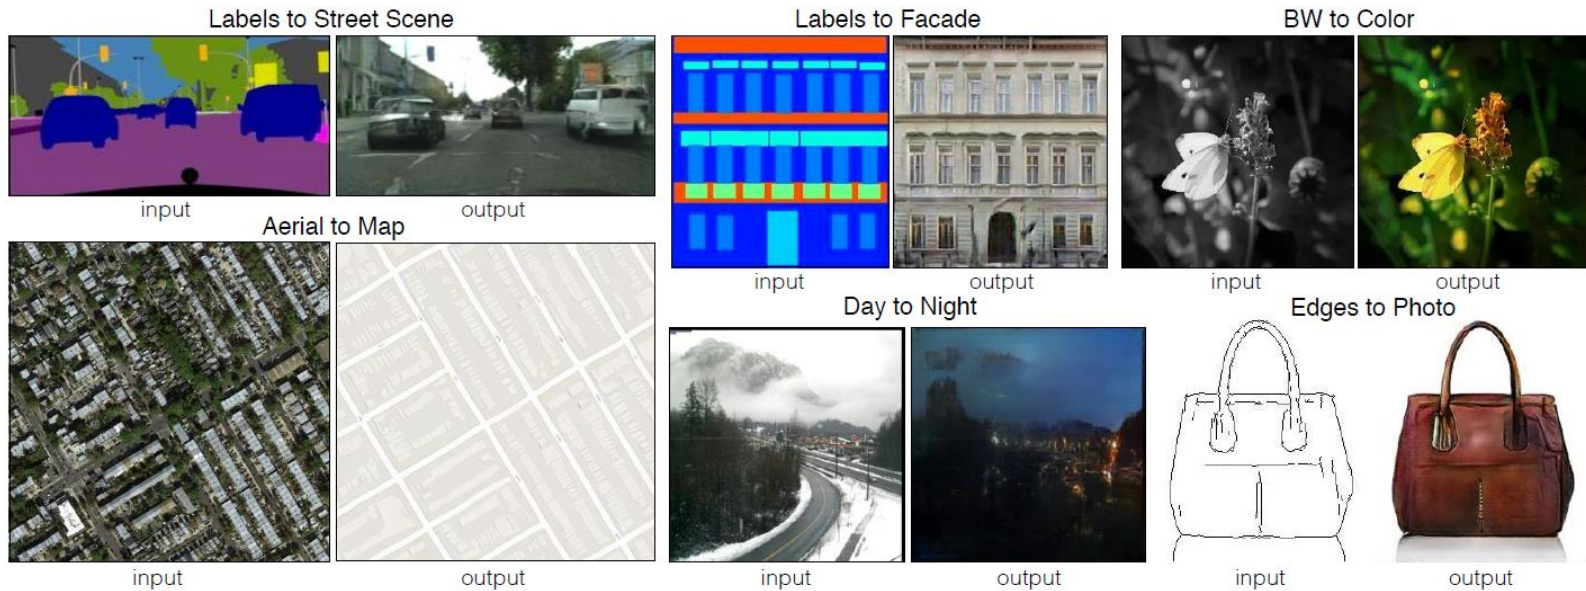 Labels to Street Scene
input
output
Aerial to Map
input
output
Labels to Facade
input
output
BW to Color
input
output
Day to Night
input
output
Edges to Photo
input
output